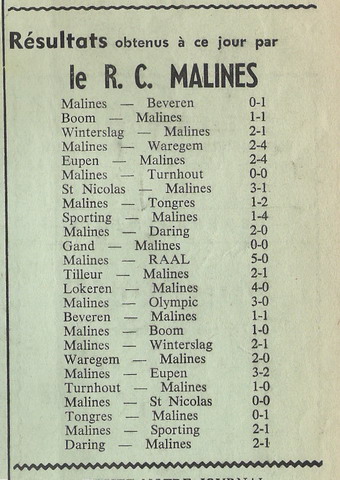 Résultats obtenus à ce jour par
le R. C. MALINES
Malines — Beveren 0-1
Boom — Malines 1-1
Winterslag — Malines 2-1
Malines — Waregem 2-4
Eupen — Malines 2-4
Malines — Turnhout 0-0
St Nicolas — Malines 3-1
Malines — Tongres 1-2
Sporting — Malines 1-4
Malines — Daring 2-0
Gand — Malines 0-0
Malines — RAAL 5-0
Tilleur — Malines 2-1
Lokeren — Malines 4-0
Malines — Olympic 3-0
Beveren — Malines 1-1
Malines — Boom 1-0
Malines — Winterslag 2-1
Waregem — Malines 2-0
Malines — Eupen 3-2
Turnhout — Malines 1-0
Malines — St Nicolas 0-0
Tongres — Malines 0-1
Malines — Sporting 2-1
Daring — Malines 2-1